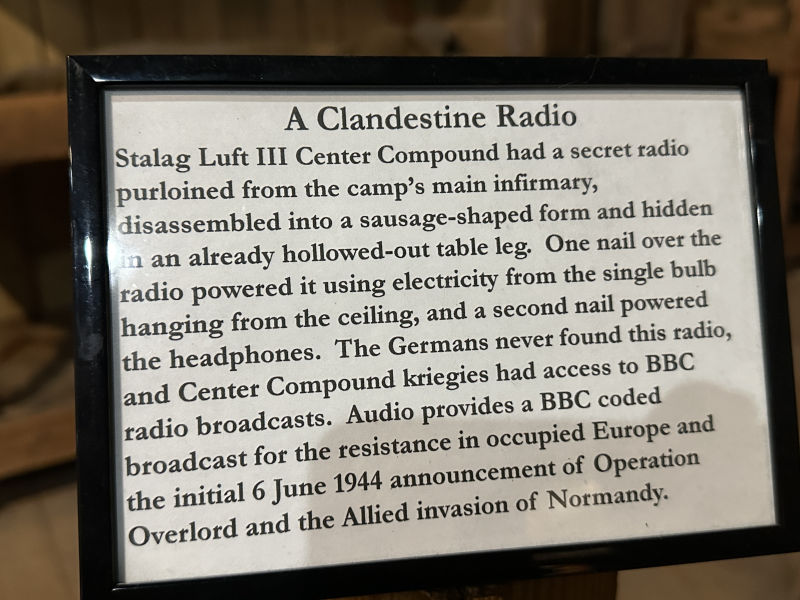 A Clandestine Radio
Stalag Luft III Center Compound had a secret radio
purloined from the camp's main infirmary,
disassembled into a sausage-shaped form and hidden
in an already hollowed-out table leg. One nail over the
radio powered it using electricity from the single bulb
hanging from the ceiling, and a second nail powered
the headphones. The Germans never found this radio,
and Center Compound kriegies had access to BBC
radio broadcasts. Audio provides a BBC coded
broadcast for the resistance in occupied Europe and
the initial 6 June 1944 announcement of Operation
Overlord and the Allied invasion of Normandy.